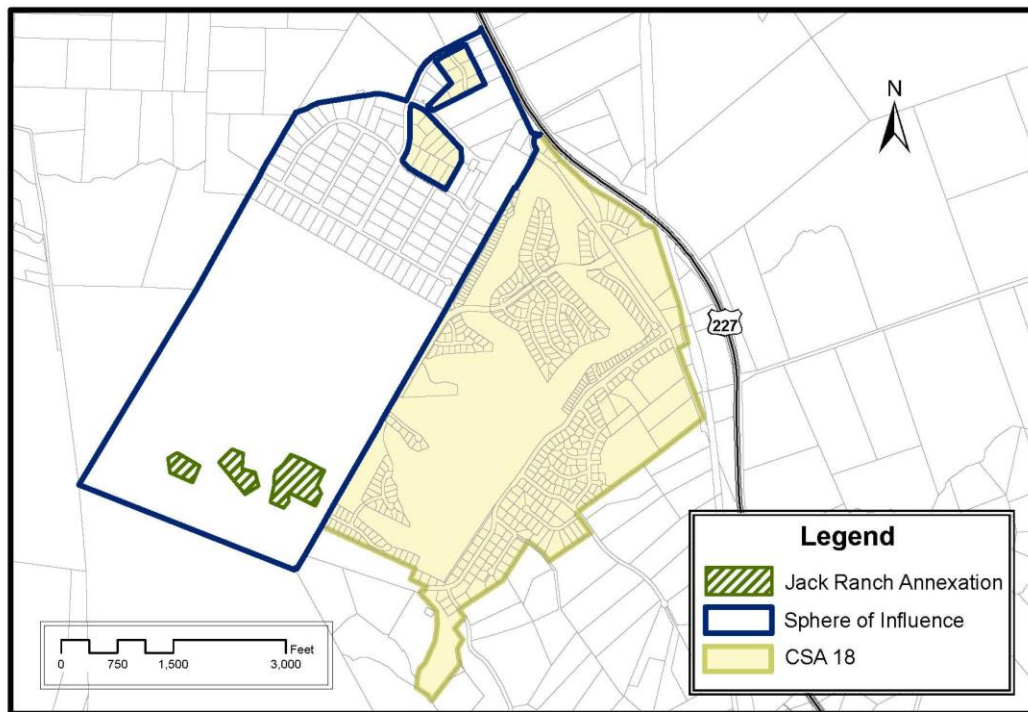 N
227
Legend
Jack Ranch Annexation
Sphere of Influence
CSA 18
Feet
0 750 1,500 3,000